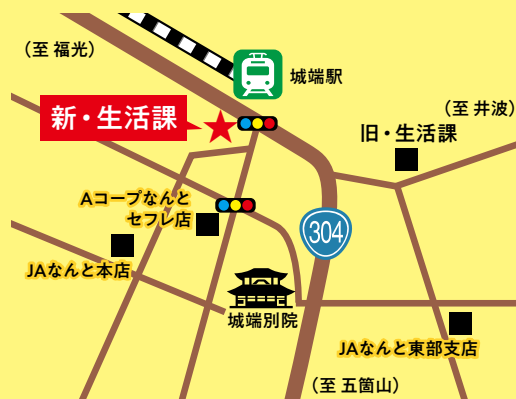 (至 福光)
城端駅
新・生活課
(至 井波)
旧・生活課
Aコープなんと
セフレ店
304
JAなんと本店
城端別院
JAなんと東部支店
(至 五箇山)